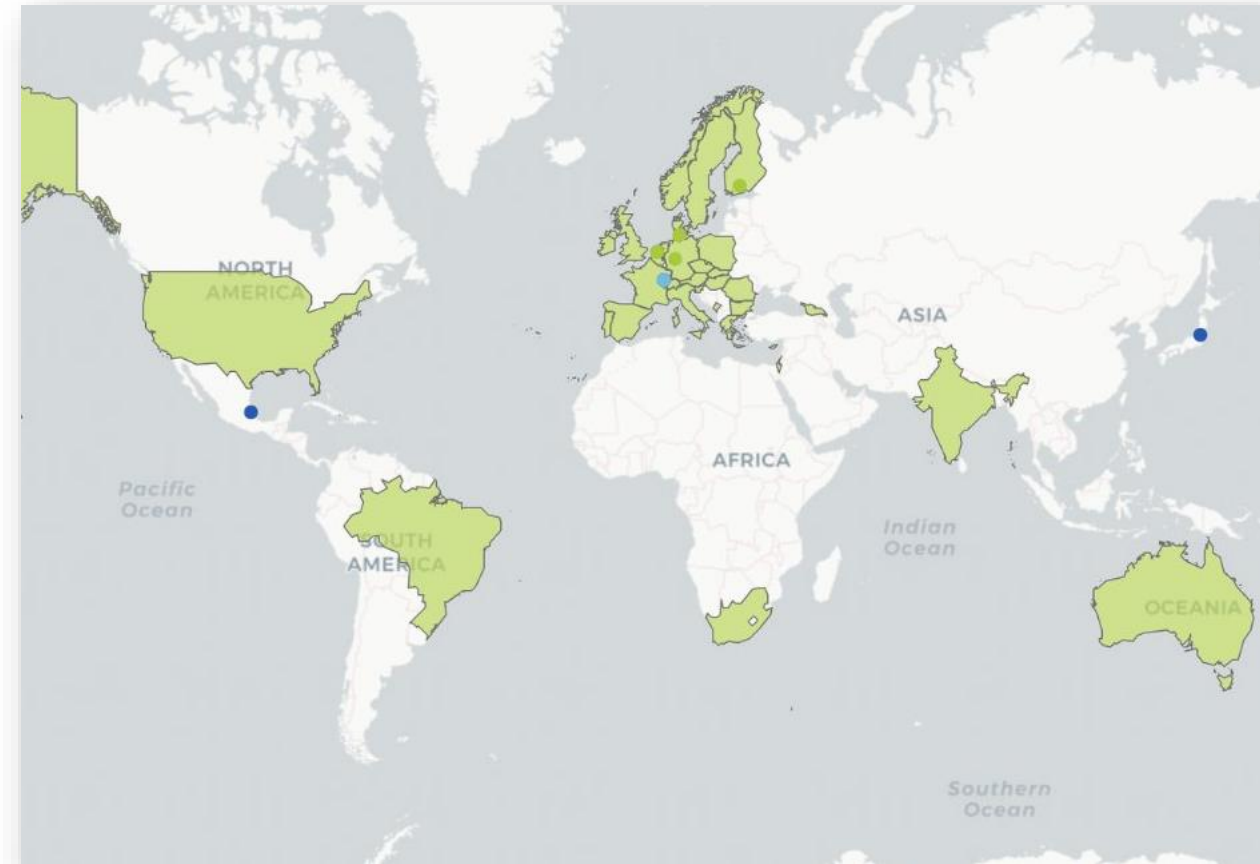 NORTH
AMERICA
ASIA
AFRICA
Pacific
Ocean
Indian
Ocean
SOUTH
AMERICA
OCEANIA
Southern
Ocean